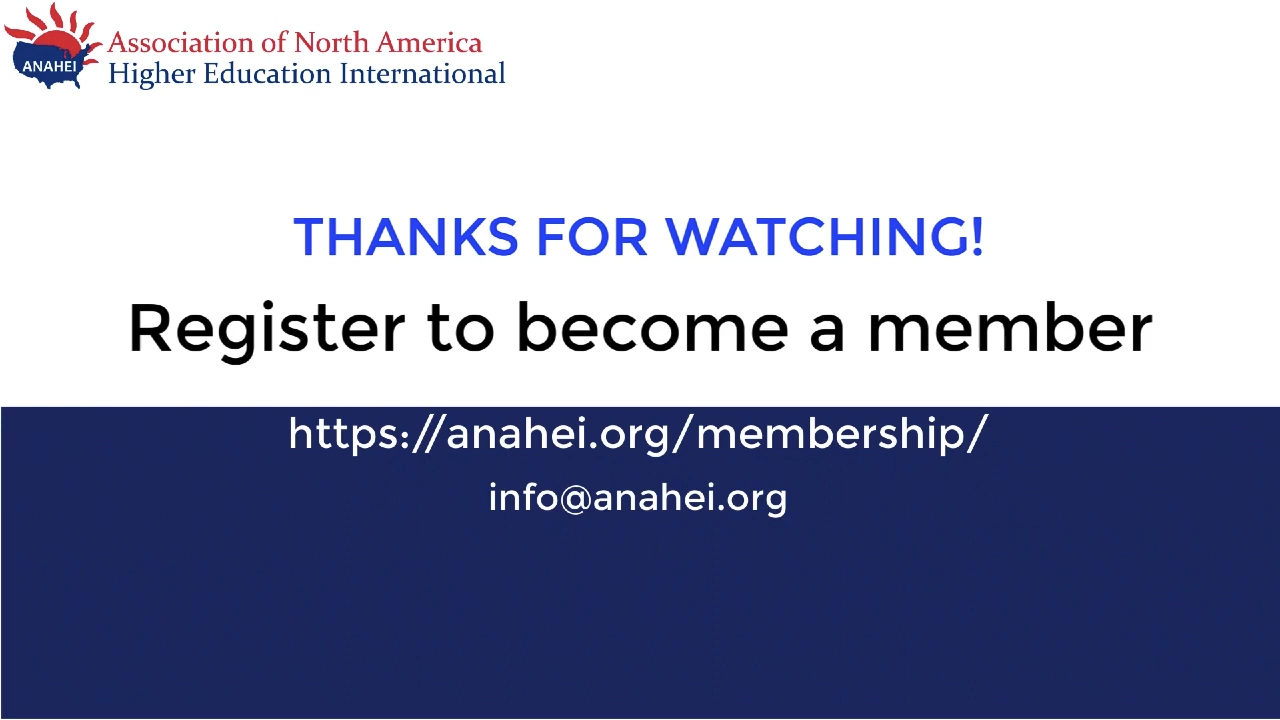 ANAHEI
Association of North America
Higher Education International
THANKS FOR WATCHING!
Register to become a member
https://anahei.org/membership/
info@anahei.org